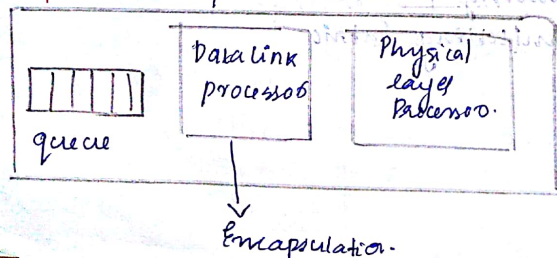 Data Link
processor
Physical
layer
Processor.
queue
Encapsulation.